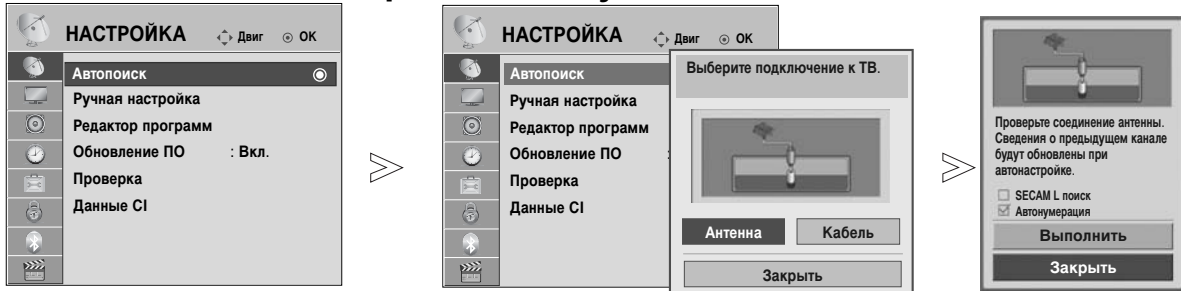 НАСТРОЙКА Двиг OK
Автопоиск
Ручная настройка
Редактор программ
Обновление ПО : Вкл.
Проверка
Данные CI
НАСТРОЙКА Двиг OK
Автопоиск
Ручная настройка
Редактор программ
Обновление ПО :
Проверка
Данные CI
Выберите подключение к ТВ.
Антенна Кабель
Закрыть
Проверьте соединение антенны.
Сведения о предыдущем канале
будут обновлены при
автонастройке.
SECAM L поиск
Автонумерация
Выполнить
Закрыть